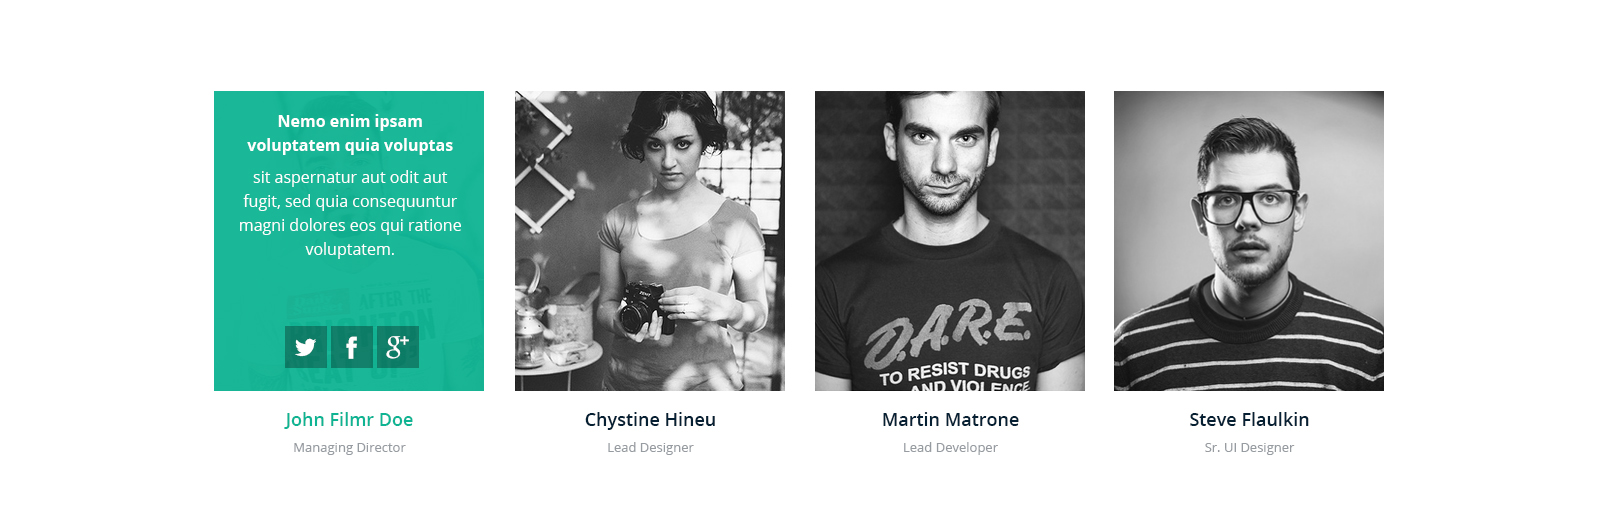 Nemo enim ipsam
voluptatem quia voluptas
sit aspernatur aut odit aut
fugit, sed quia consequuntur
magni dolores eos qui ratione
voluptatem.
AFTER THE
John Filmr Doe
Managing Director
Chystine Hineu
Lead Designer
D.A.R.E.
TO RESIST DRUGS
AND VIOLENCE
Martin Matrone
Lead Developer
Steve Flaulkin
Sr. UI Designer